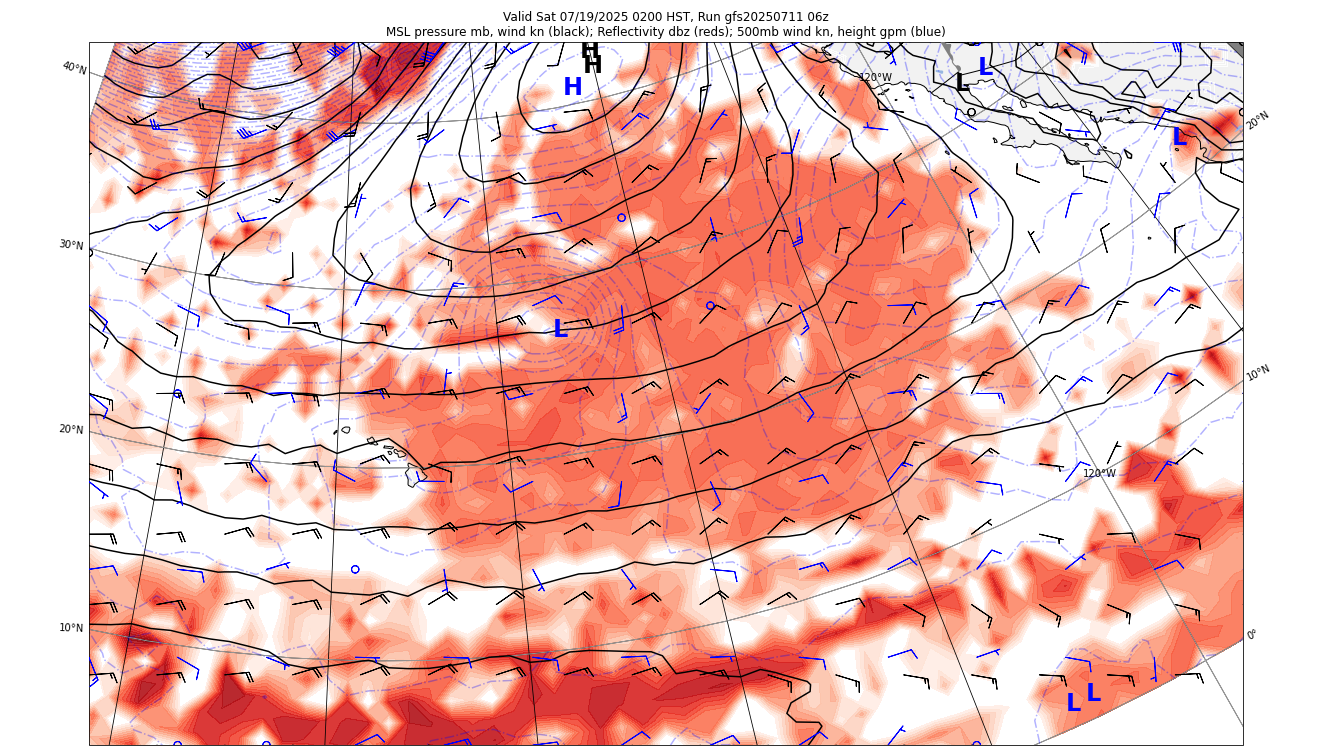 Valid Sat 07/19/2025 0200 HST, Run gfs20250711 06z
MSL pressure mb, wind kn (black); Reflectivity dbz (reds); 500mb wind kn, height gpm (blue)
H
H
H
L
L
120°W
40°N
20°N
L
30°N
L
10°N
20°N
120°W
10°N
0°
L
L